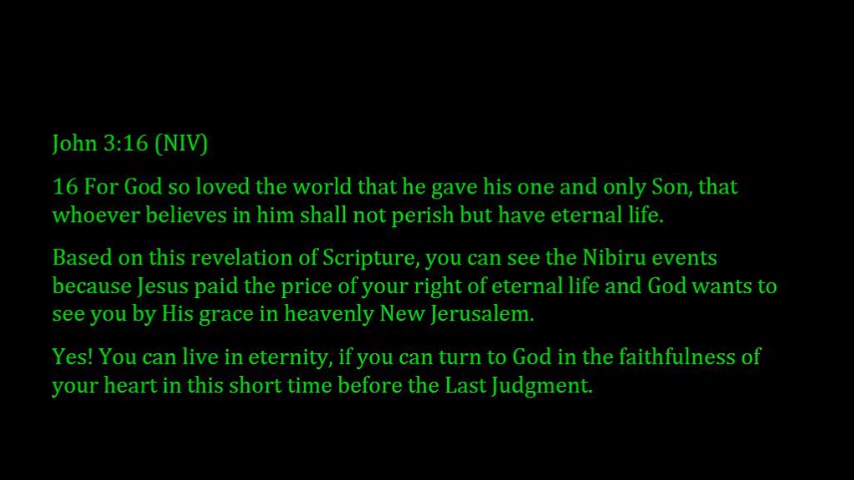 John 3:16 (NIV)
16 For God so loved the world that he gave his one and only Son, that
whoever believes in him shall not perish but have eternal life.
Based on this revelation of Scripture, you can see the Nibiru events
because Jesus paid the price of your right of eternal life and God wants to
see you by His grace in heavenly New Jerusalem.
Yes! You can live in eternity, if you can turn to God in the faithfulness of
your heart in this short time before the Last Judgment.